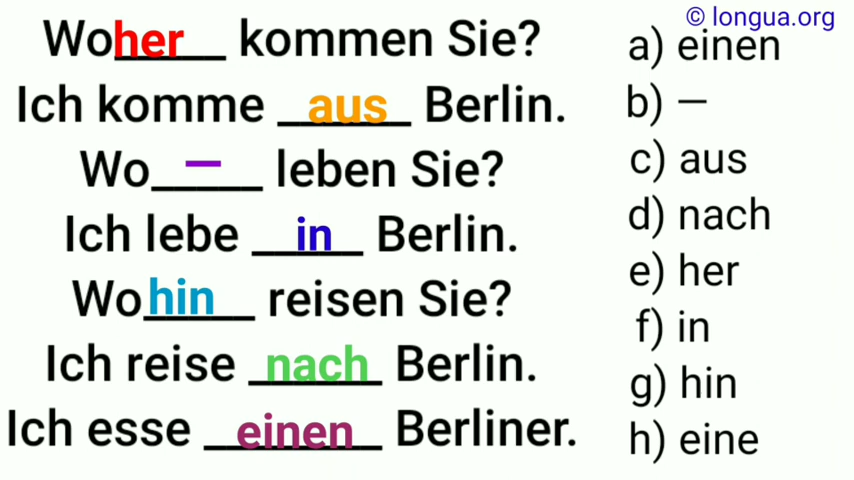 © longua.org
Woher kommen Sie?
Ich komme aus Berlin.
Wo — leben Sie?
Ich lebe in Berlin.
Wohin reisen Sie?
Ich reise nach Berlin.
Ich esse einen Berliner.
a) einen
b) —
c) aus
d) nach
e) her
f) in
g) hin
h) eine